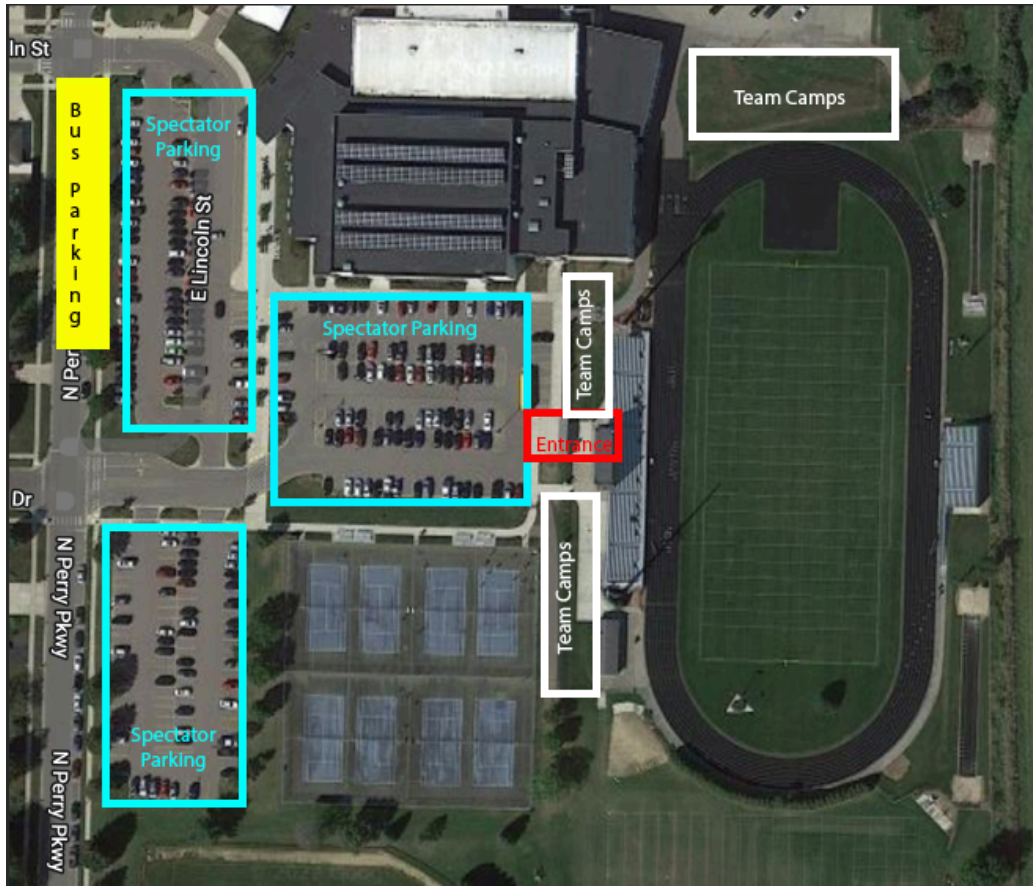 ln St
Bus parking
Spectator
Parking
E Lincoln St
Team Camps
Spectator Parking
Team Camps
N Per
Entrance
Dr
Team Camps
N Perry Pkwy
Spectator
Parking
N Perry Pkwy